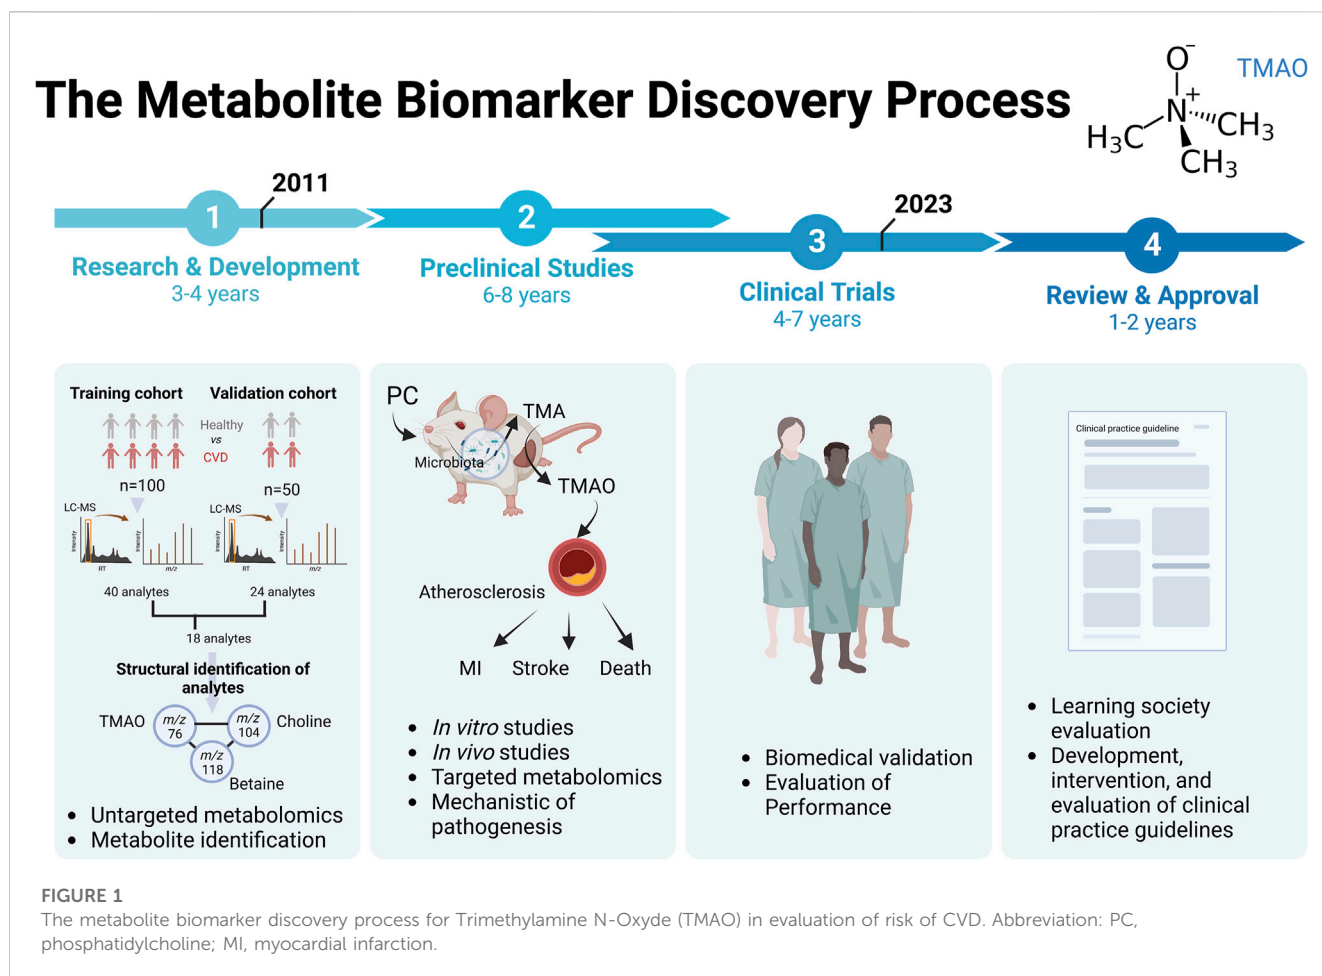 The Metabolite Biomarker Discovery Process
O⁻
N⁺
H₃C
CH₃
CH₃
TMAO
1
2011
Research & Development
3-4 years
2
Preclinical Studies
6-8 years
3
2023
Clinical Trials
4-7 years
4
Review & Approval
1-2 years
Training cohort
Validation cohort
Healthy
vs
CVD
n=100
n=50
LC-MS
Intensity
RT
Intensity
m/z
LC-MS
Intensity
RT
Intensity
m/z
40 analytes
24 analytes
18 analytes
Structural identification of
analytes
TMAO
m/z
76
m/z
104
Choline
m/z
118
Betaine
• Untargeted metabolomics
• Metabolite identification
PC
Microbiota
TMA
TMAO
Atherosclerosis
MI
Stroke
Death
• In vitro studies
• In vivo studies
• Targeted metabolomics
• Mechanistic of
pathogenesis
• Biomedical validation
• Evaluation of
Performance
Clinical practice guideline
• Learning society
evaluation
• Development,
intervention, and
evaluation of clinical
practice guidelines
FIGURE 1
The metabolite biomarker discovery process for Trimethylamine N-Oxyde (TMAO) in evaluation of risk of CVD. Abbreviation: PC,
phosphatidylcholine; MI, myocardial infarction.